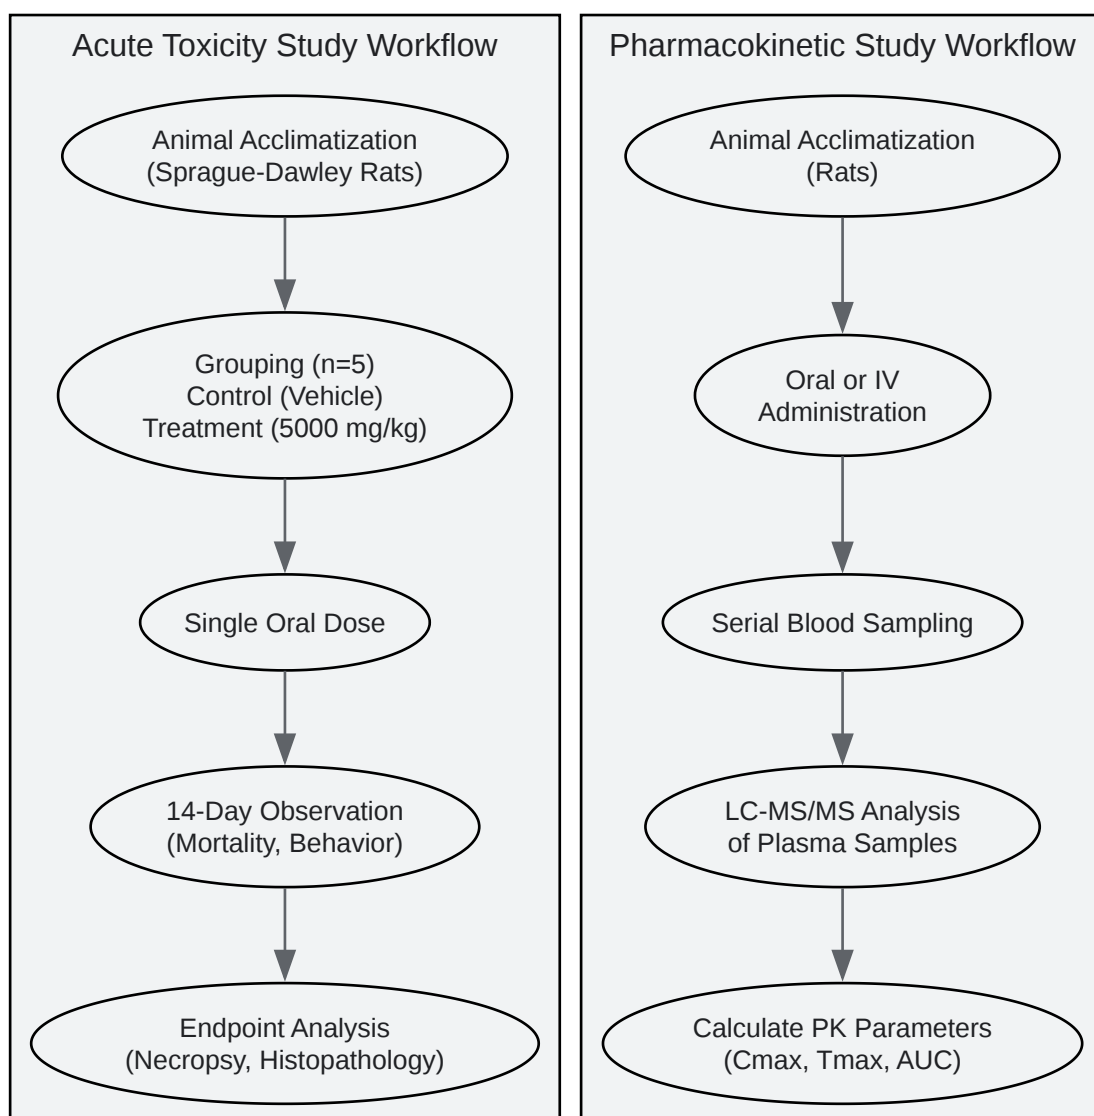 Acute Toxicity Study Workflow
Animal Acclimatization
(Sprague-Dawley Rats)
Grouping (n=5)
Control (Vehicle)
Treatment (5000 mg/kg)
Single Oral Dose
14-Day Observation
(Mortality, Behavior)
Endpoint Analysis
(Necropsy, Histopathology)
Pharmacokinetic Study Workflow
Animal Acclimatization
(Rats)
Oral or IV
Administration
Serial Blood Sampling
LC-MS/MS Analysis
of Plasma Samples
Calculate PK Parameters
(Cmax, Tmax, AUC)